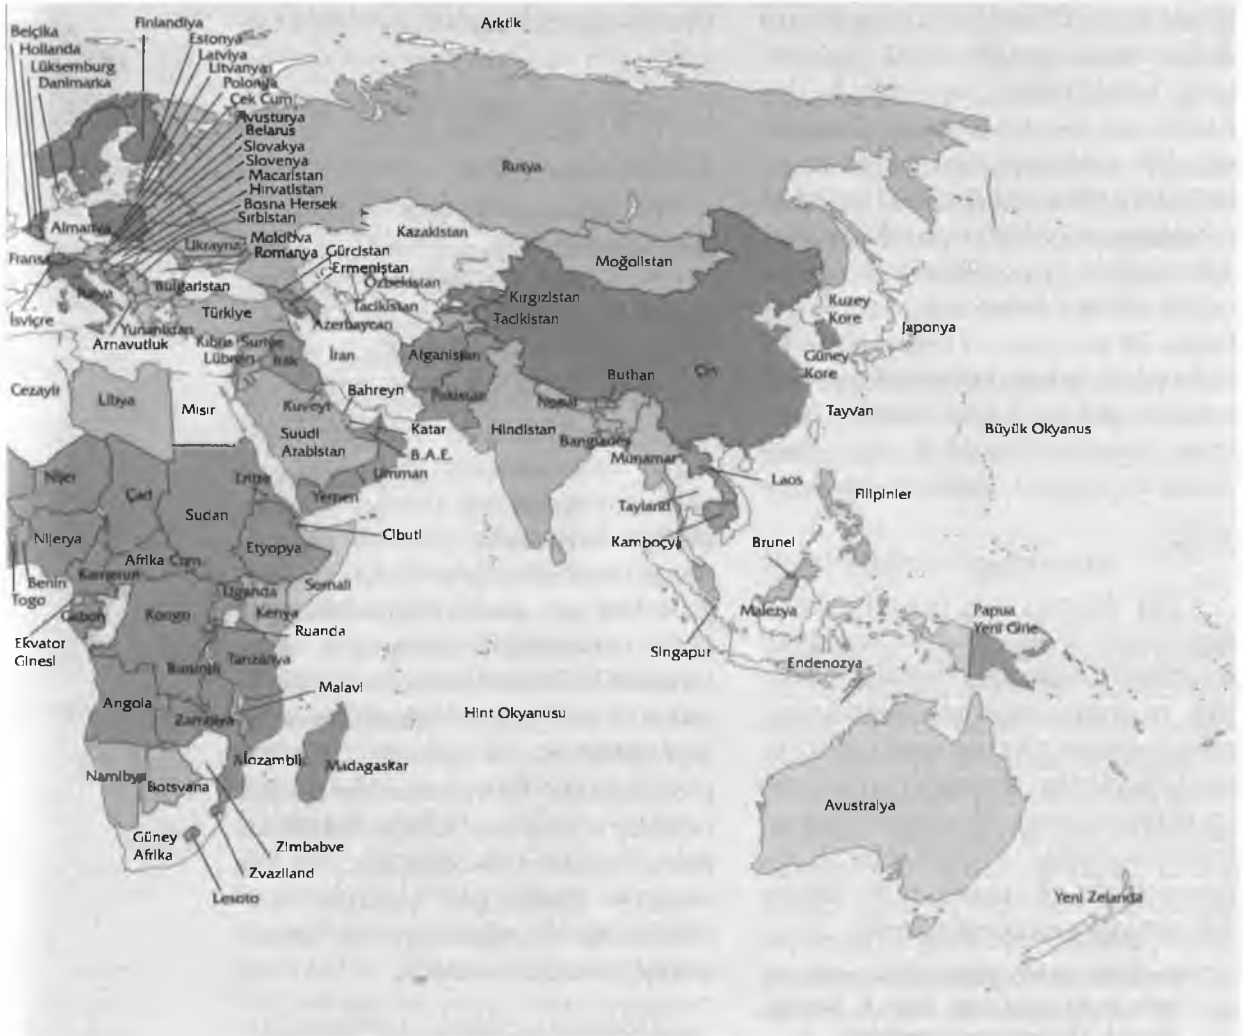 Arktik
Finlandiya
Belçika
Hollanda
Lüksemburg
Danimarka
Estonya
Latviya
Litvanya
Polonya
Çek Cum
Avusturya
Belarus
Slovakya
Slovenya
Macaristan
Hırvatistan
Bosna Hersek
Sırbistan
Rusya
Almanya
Ukrayna
Moldova
Romanya
Kazakistan
Fransa
Gürcistan
Ermenistan
Moğolistan
İtalya
Bulgaristan
Özbekistan
Kırgızistan
Tacikistan
Tacikistan
Kuzey
Kore
İsviçre
Türkiye
Yunanistan
Arnavutluk
Azerbaycan
Japonya
Kıbrıs
Suriye
Lübnan
Irak
İran
Afganistan
Güney
Kore
Cezayir
Libya
Mısır
Kuveyt
Bahreyn
Pakistan
Nepal
Buthan
Çin
Tayvan
Büyük Okyanus
Suudi
Arabistan
Katar
B.A.E.
Hindistan
Bangladeş
Munamar
Umman
Laos
Nijer
Çad
Eritre
Yemen
Tayland
Filipinler
Sudan
Cibuti
Nijerya
Etyopya
Kamboçya
Brunel
Afrika Cum.
Benin
Togo
Kamerun
Uganda
Somali
Gabon
Kongo
Kenya
Malezya
Papua
Yeni Gine
Ekvator
Ginesi
Ruanda
Singapur
Tanzanya
Endenozya
Angola
Malavi
Zambiya
Hint Okyanusu
Namibya
Botsvana
Mozambik
Madagaskar
Avustralya
Güney
Afrika
Zimbabve
Zvaziland
Lesoto
Yeni Zelanda